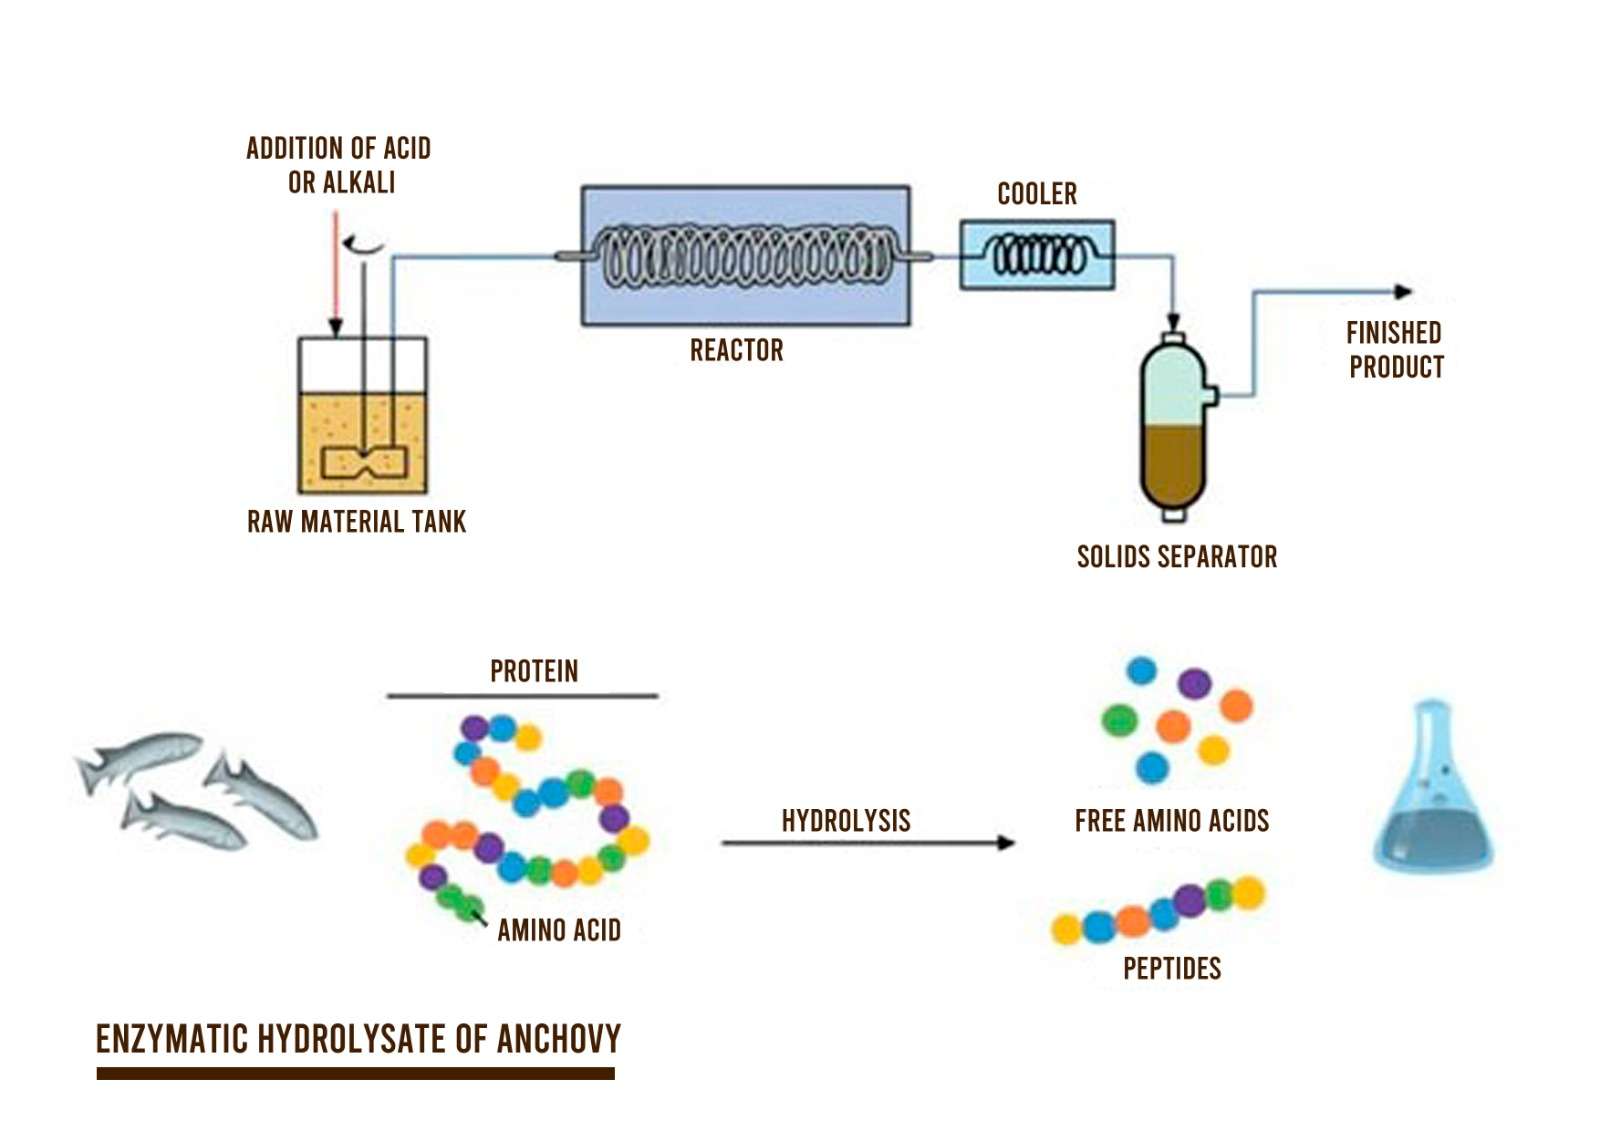 ADDITION OF ACID
OR ALKALI
COOLER
REACTOR
FINISHED
PRODUCT
RAW MATERIAL TANK
SOLIDS SEPARATOR
PROTEIN
HYDROLYSIS
FREE AMINO ACIDS
AMINO ACID
PEPTIDES
ENZYMATIC HYDROLYSATE OF ANCHOVY